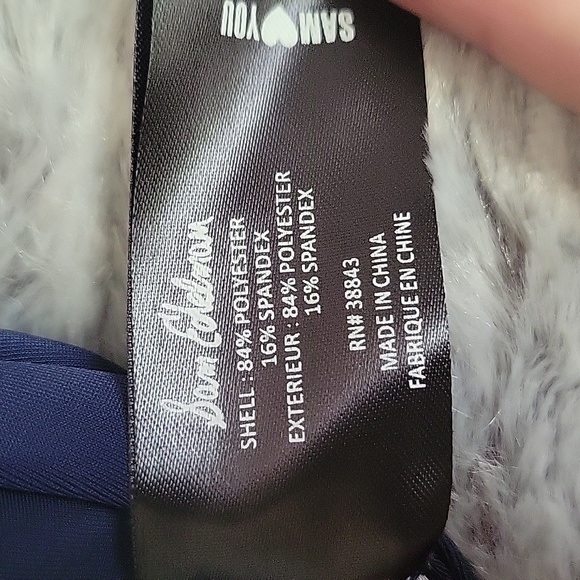 SAM ♥ YOU
Sam Edelman
SHELL : 84% POLYESTER
16% SPANDEX
EXTERIEUR : 84% POLYESTER
16% SPANDEX
RN# 38843
MADE IN CHINA
FABRIQUE EN CHINE